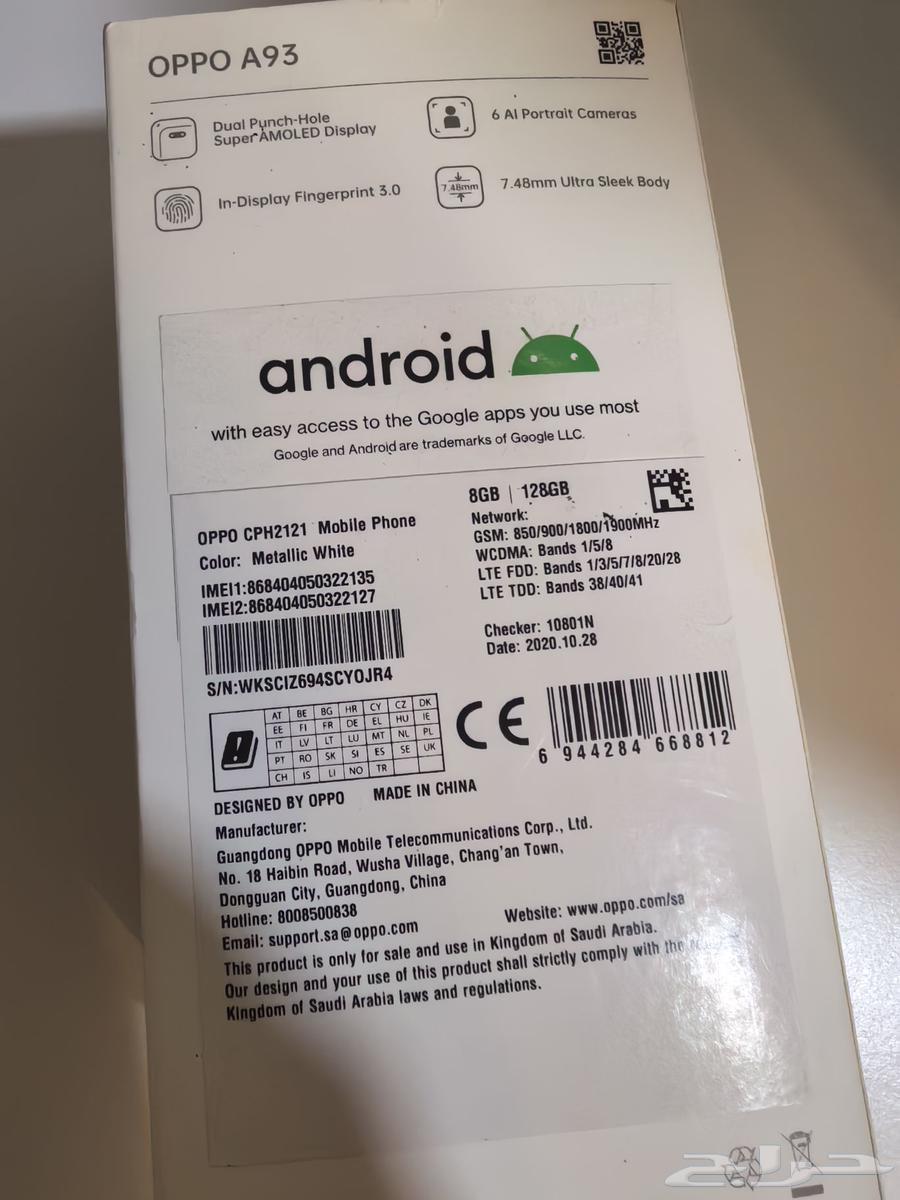 OPPO A93
Dual Punch-Hole
Super AMOLED Display
6 AI Portrait Cameras
In-Display Fingerprint 3.0
7.48mm
7.48mm Ultra Sleek Body
android
with easy access to the Google apps you use most
Google and Android are trademarks of Google LLC.
OPPO CPH2121 Mobile Phone
Color: Metallic White
IMEI1:868404050322135
IMEI2:868404050322127
S/N:WKSCIZ694SCYOJR4
8GB | 128GB
Network:
GSM: 850/900/1800/1900MHz
WCDMA: Bands 1/5/8
LTE FDD: Bands 1/3/5/7/8/20/28
LTE TDD: Bands 38/40/41
Checker: 10801N
Date: 2020.10.28
AT BE BG HR CY CZ DK
EE FI FR DE EL HU IE
IT LV LT LU MT NL PL
PT RO SK SI ES SE UK
CH IS LI NO TR
CE
6 944284 668812
DESIGNED BY OPPO MADE IN CHINA
Manufacturer:
Guangdong OPPO Mobile Telecommunications Corp., Ltd.
No. 18 Haibin Road, Wusha Village, Chang'an Town,
Dongguan City, Guangdong, China
Hotline: 8008500838
Email: support.sa@oppo.com Website: www.oppo.com/sa
This product is only for sale and use in Kingdom of Saudi Arabia.
Our design and your use of this product shall strictly comply with the
Kingdom of Saudi Arabia laws and regulations.
حراج